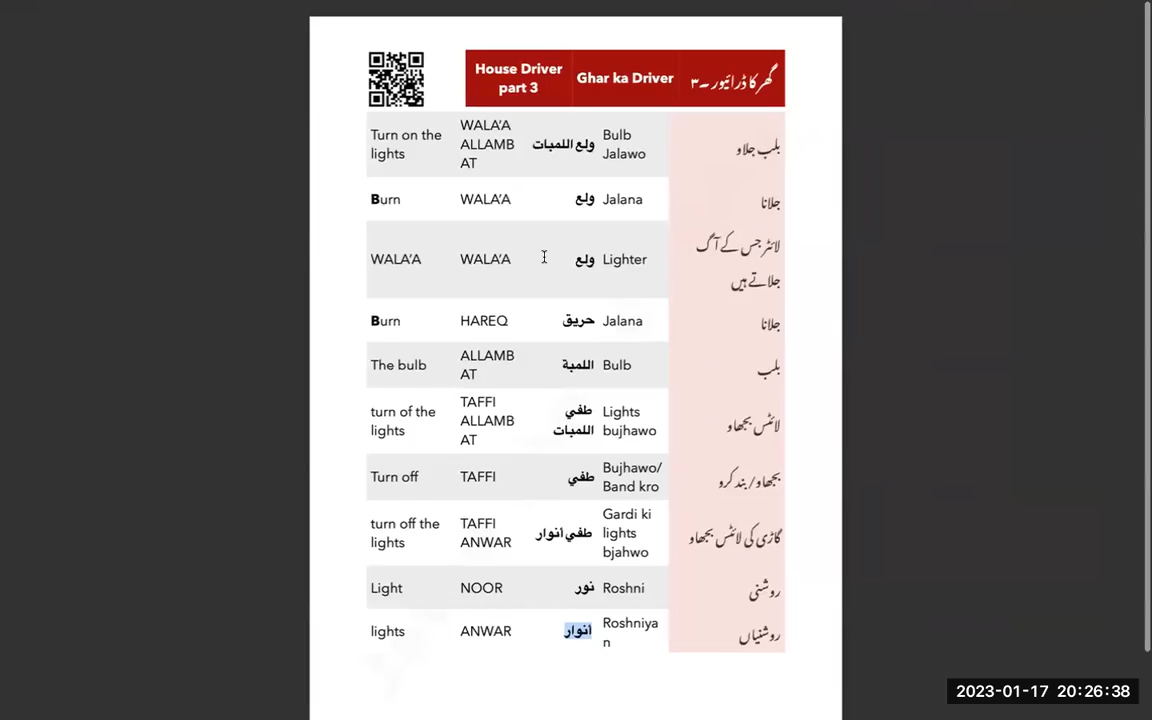 House Driver
part 3
Ghar ka Driver
گھر کا ڈرائیور ۔۳
Turn on the
lights
WALA'A
ALLAMB
AT
ولع اللمبات
Bulb
Jalawo
بلب جلاو
Burn
WALA'A
ولع
Jalana
جلانا
WALA'A
WALA'A
ولع
Lighter
لائٹر جس کے آگ
جلاتے ہیں
Burn
HAREQ
حريق
Jalana
جلانا
The bulb
ALLAMB
AT
اللمبة
Bulb
بلب
turn of the
lights
TAFFI
ALLAMB
AT
طفي
اللمبات
Lights
bujhawo
لائٹس بجھاو
Turn off
TAFFI
طفي
Bujhawo/
Band kro
بجھاو/بند کرو
turn off the
lights
TAFFI
ANWAR
طفي أنوار
Gardi ki
lights
bjahwo
گاڑی کی لائٹس بجھاو
Light
NOOR
نور
Roshni
روشنی
lights
ANWAR
أنوار
Roshniya
n
روشنیاں
2023-01-17 20:26:38